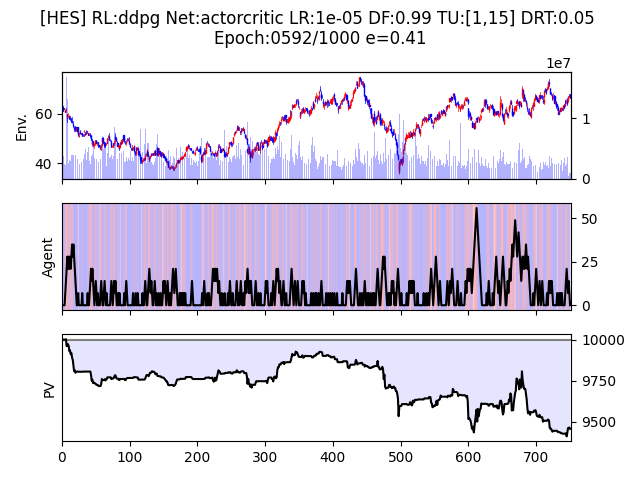 [HES] RL:ddpg Net:actorcritic LR:1e-05 DF:0.99 TU:[1,15] DRT:0.05
Epoch:0592/1000 e=0.41
1e7
Env.
60
40
1
0
Agent
50
25
0
PV
10000
9750
9500
0 100 200 300 400 500 600 700